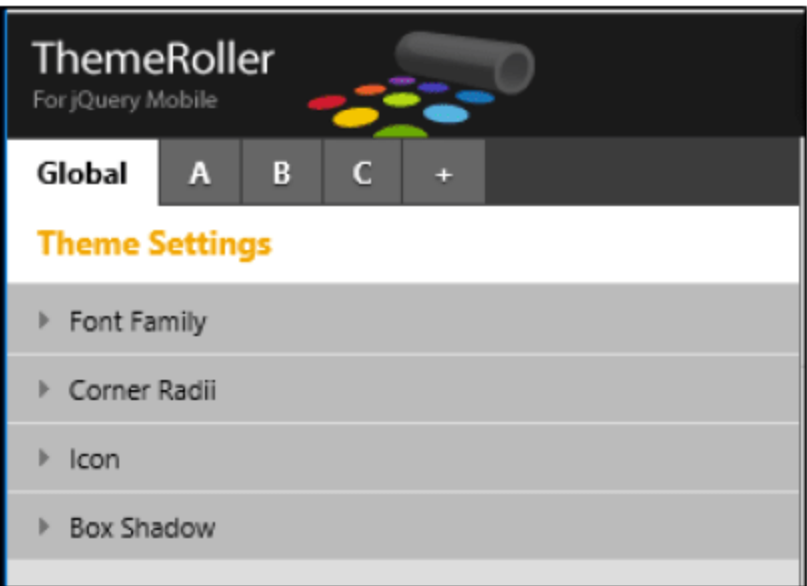 ThemeRoller
For jQuery Mobile
Global A B C +
Theme Settings
Font Family
Corner Radii
Icon
Box Shadow